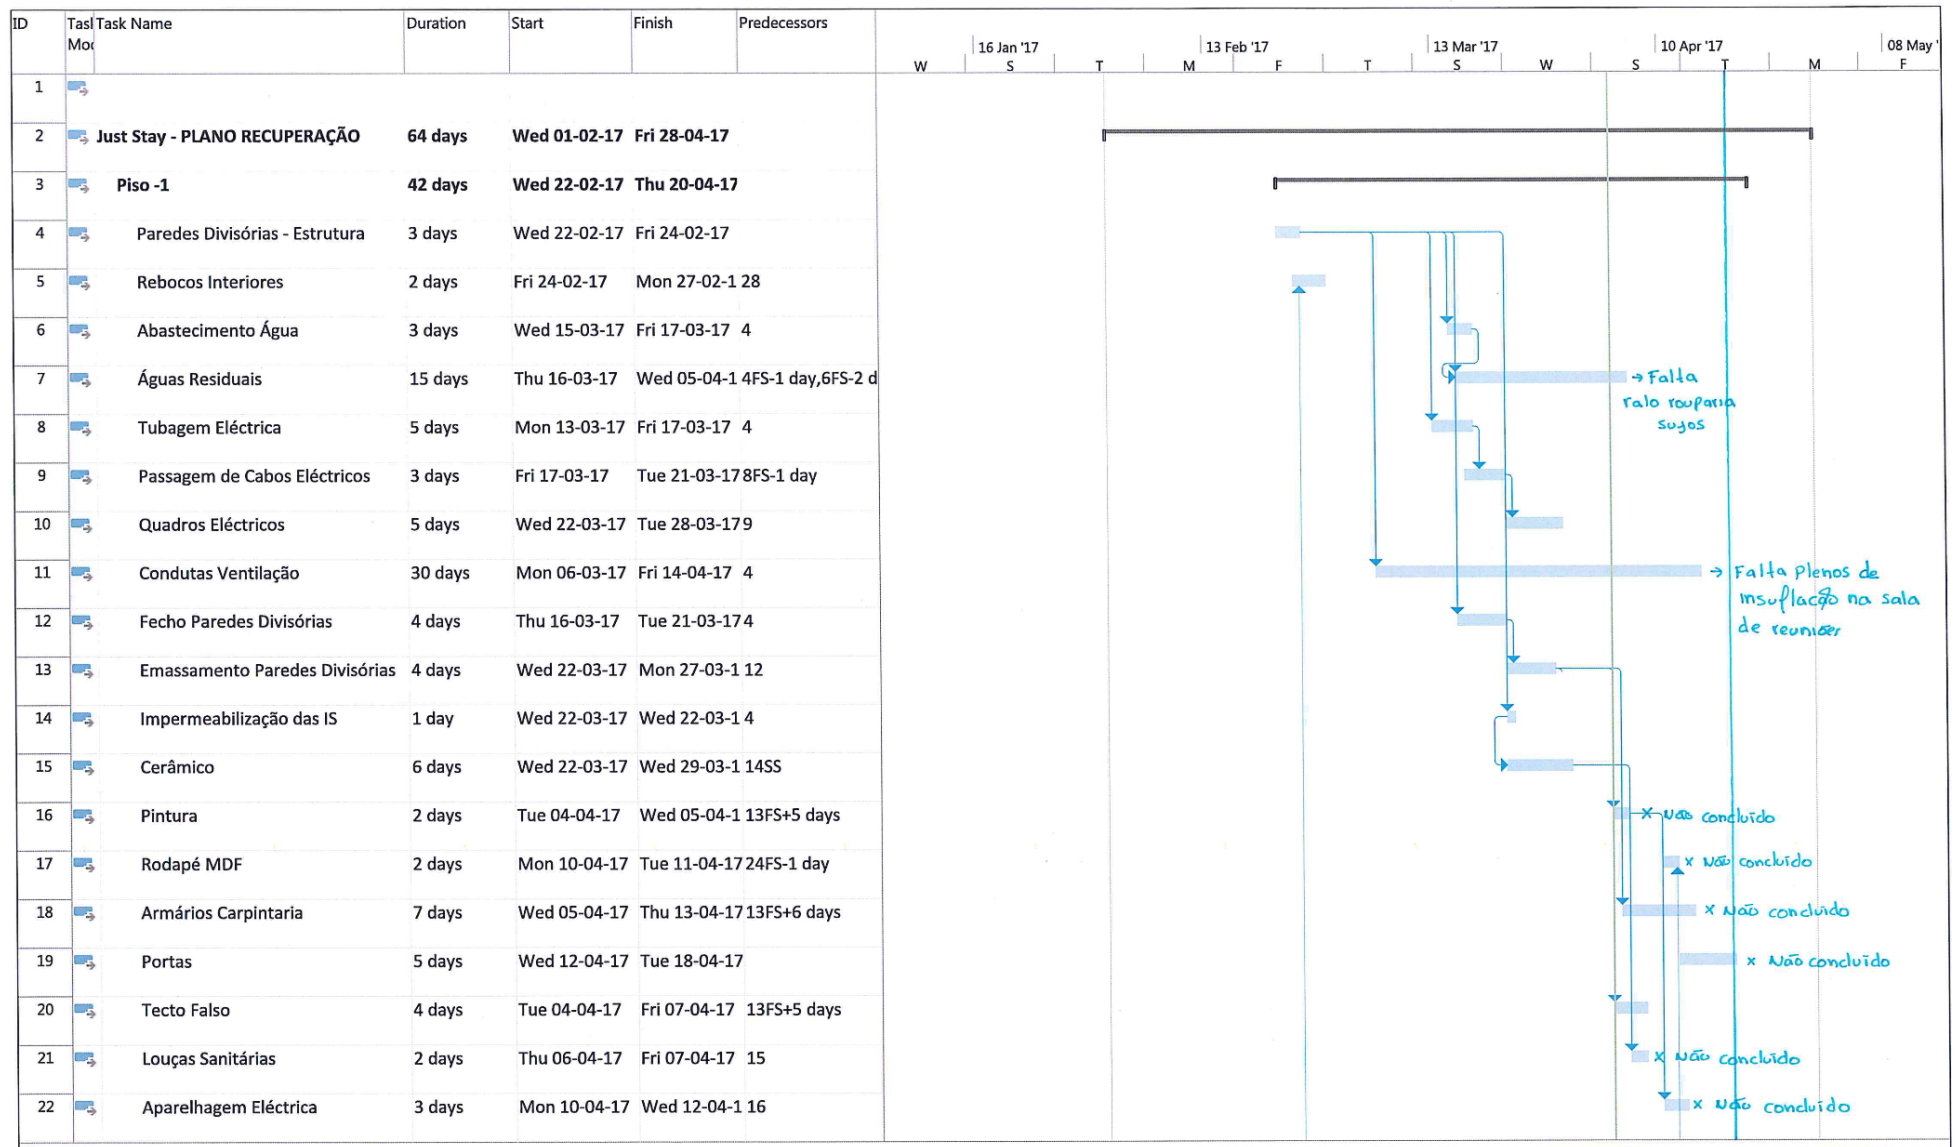 ID Tasl Task Name Duration Start Finish Predecessors
Moc
16 Jan '17 13 Feb '17 13 Mar '17 10 Apr '17 08 May '
W S T M F T S W S T M F
1
2 Just Stay - PLANO RECUPERAÇÃO 64 days Wed 01-02-17 Fri 28-04-17
3 Piso -1 42 days Wed 22-02-17 Thu 20-04-17
4 Paredes Divisórias - Estrutura 3 days Wed 22-02-17 Fri 24-02-17
5 Rebocos Interiores 2 days Fri 24-02-17 Mon 27-02-1 28
6 Abastecimento Água 3 days Wed 15-03-17 Fri 17-03-17 4
7 Águas Residuais 15 days Thu 16-03-17 Wed 05-04-1 4FS-1 day,6FS-2 d
→ Falta
ralo rouparia
sujos
8 Tubagem Eléctrica 5 days Mon 13-03-17 Fri 17-03-17 4
9 Passagem de Cabos Eléctricos 3 days Fri 17-03-17 Tue 21-03-17 8FS-1 day
10 Quadros Eléctricos 5 days Wed 22-03-17 Tue 28-03-17 9
11 Condutas Ventilação 30 days Mon 06-03-17 Fri 14-04-17 4
→ Falta plenos de
insuflação na sala
de reuniões
12 Fecho Paredes Divisórias 4 days Thu 16-03-17 Tue 21-03-17 4
13 Emassamento Paredes Divisórias 4 days Wed 22-03-17 Mon 27-03-1 12
14 Impermeabilização das IS 1 day Wed 22-03-17 Wed 22-03-1 4
15 Cerâmico 6 days Wed 22-03-17 Wed 29-03-1 14SS
16 Pintura 2 days Tue 04-04-17 Wed 05-04-1 13FS+5 days x Não concluído
17 Rodapé MDF 2 days Mon 10-04-17 Tue 11-04-17 24FS-1 day x Não concluído
18 Armários Carpintaria 7 days Wed 05-04-17 Thu 13-04-17 13FS+6 days x Não concluído
19 Portas 5 days Wed 12-04-17 Tue 18-04-17 x Não concluído
20 Tecto Falso 4 days Tue 04-04-17 Fri 07-04-17 13FS+5 days
21 Louças Sanitárias 2 days Thu 06-04-17 Fri 07-04-17 15 x Não concluído
22 Aparelhagem Eléctrica 3 days Mon 10-04-17 Wed 12-04-1 16 x Não concluído